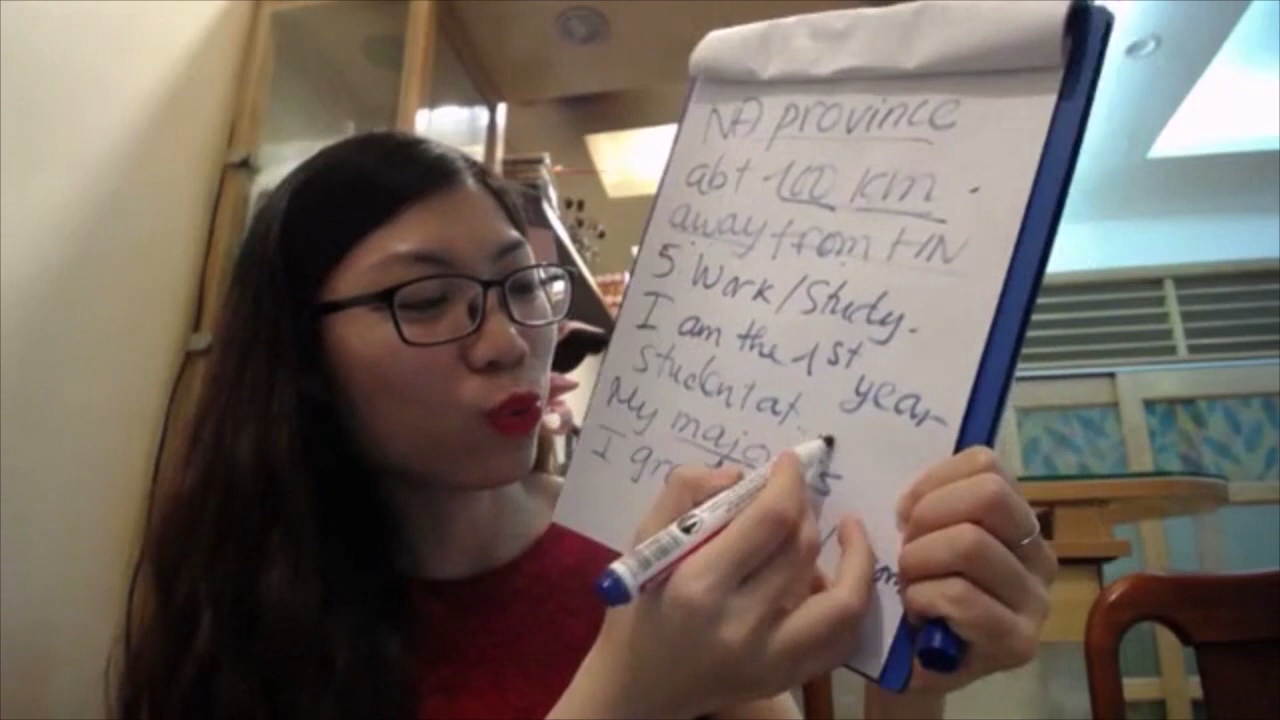 NA province
abt 100 km
away from HN
5 Work/Study.
I am the 1st year
student at
My major
I